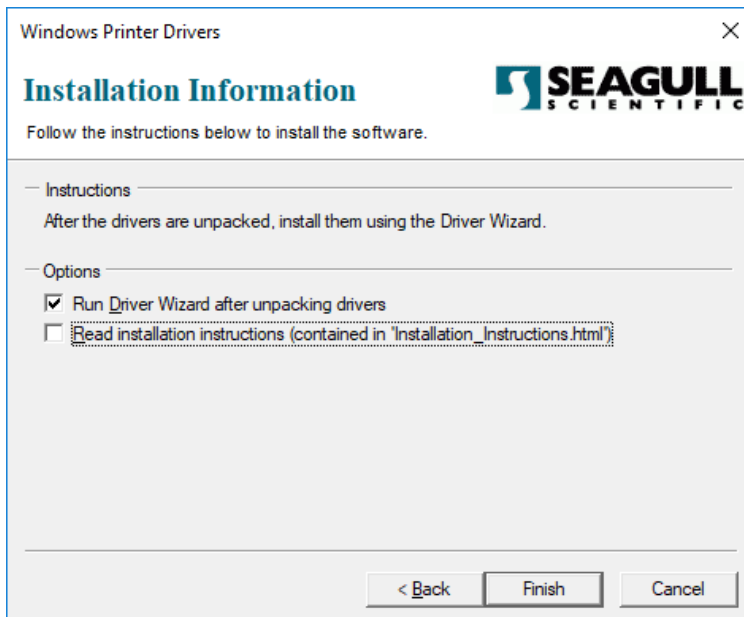 Windows Printer Drivers
Installation Information
SEAGULL
SCIENTIFIC
Follow the instructions below to install the software.
Instructions
After the drivers are unpacked, install them using the Driver Wizard.
Options
Run Driver Wizard after unpacking drivers
Read installation instructions (contained in 'Installation_Instructions.html')
< Back Finish Cancel